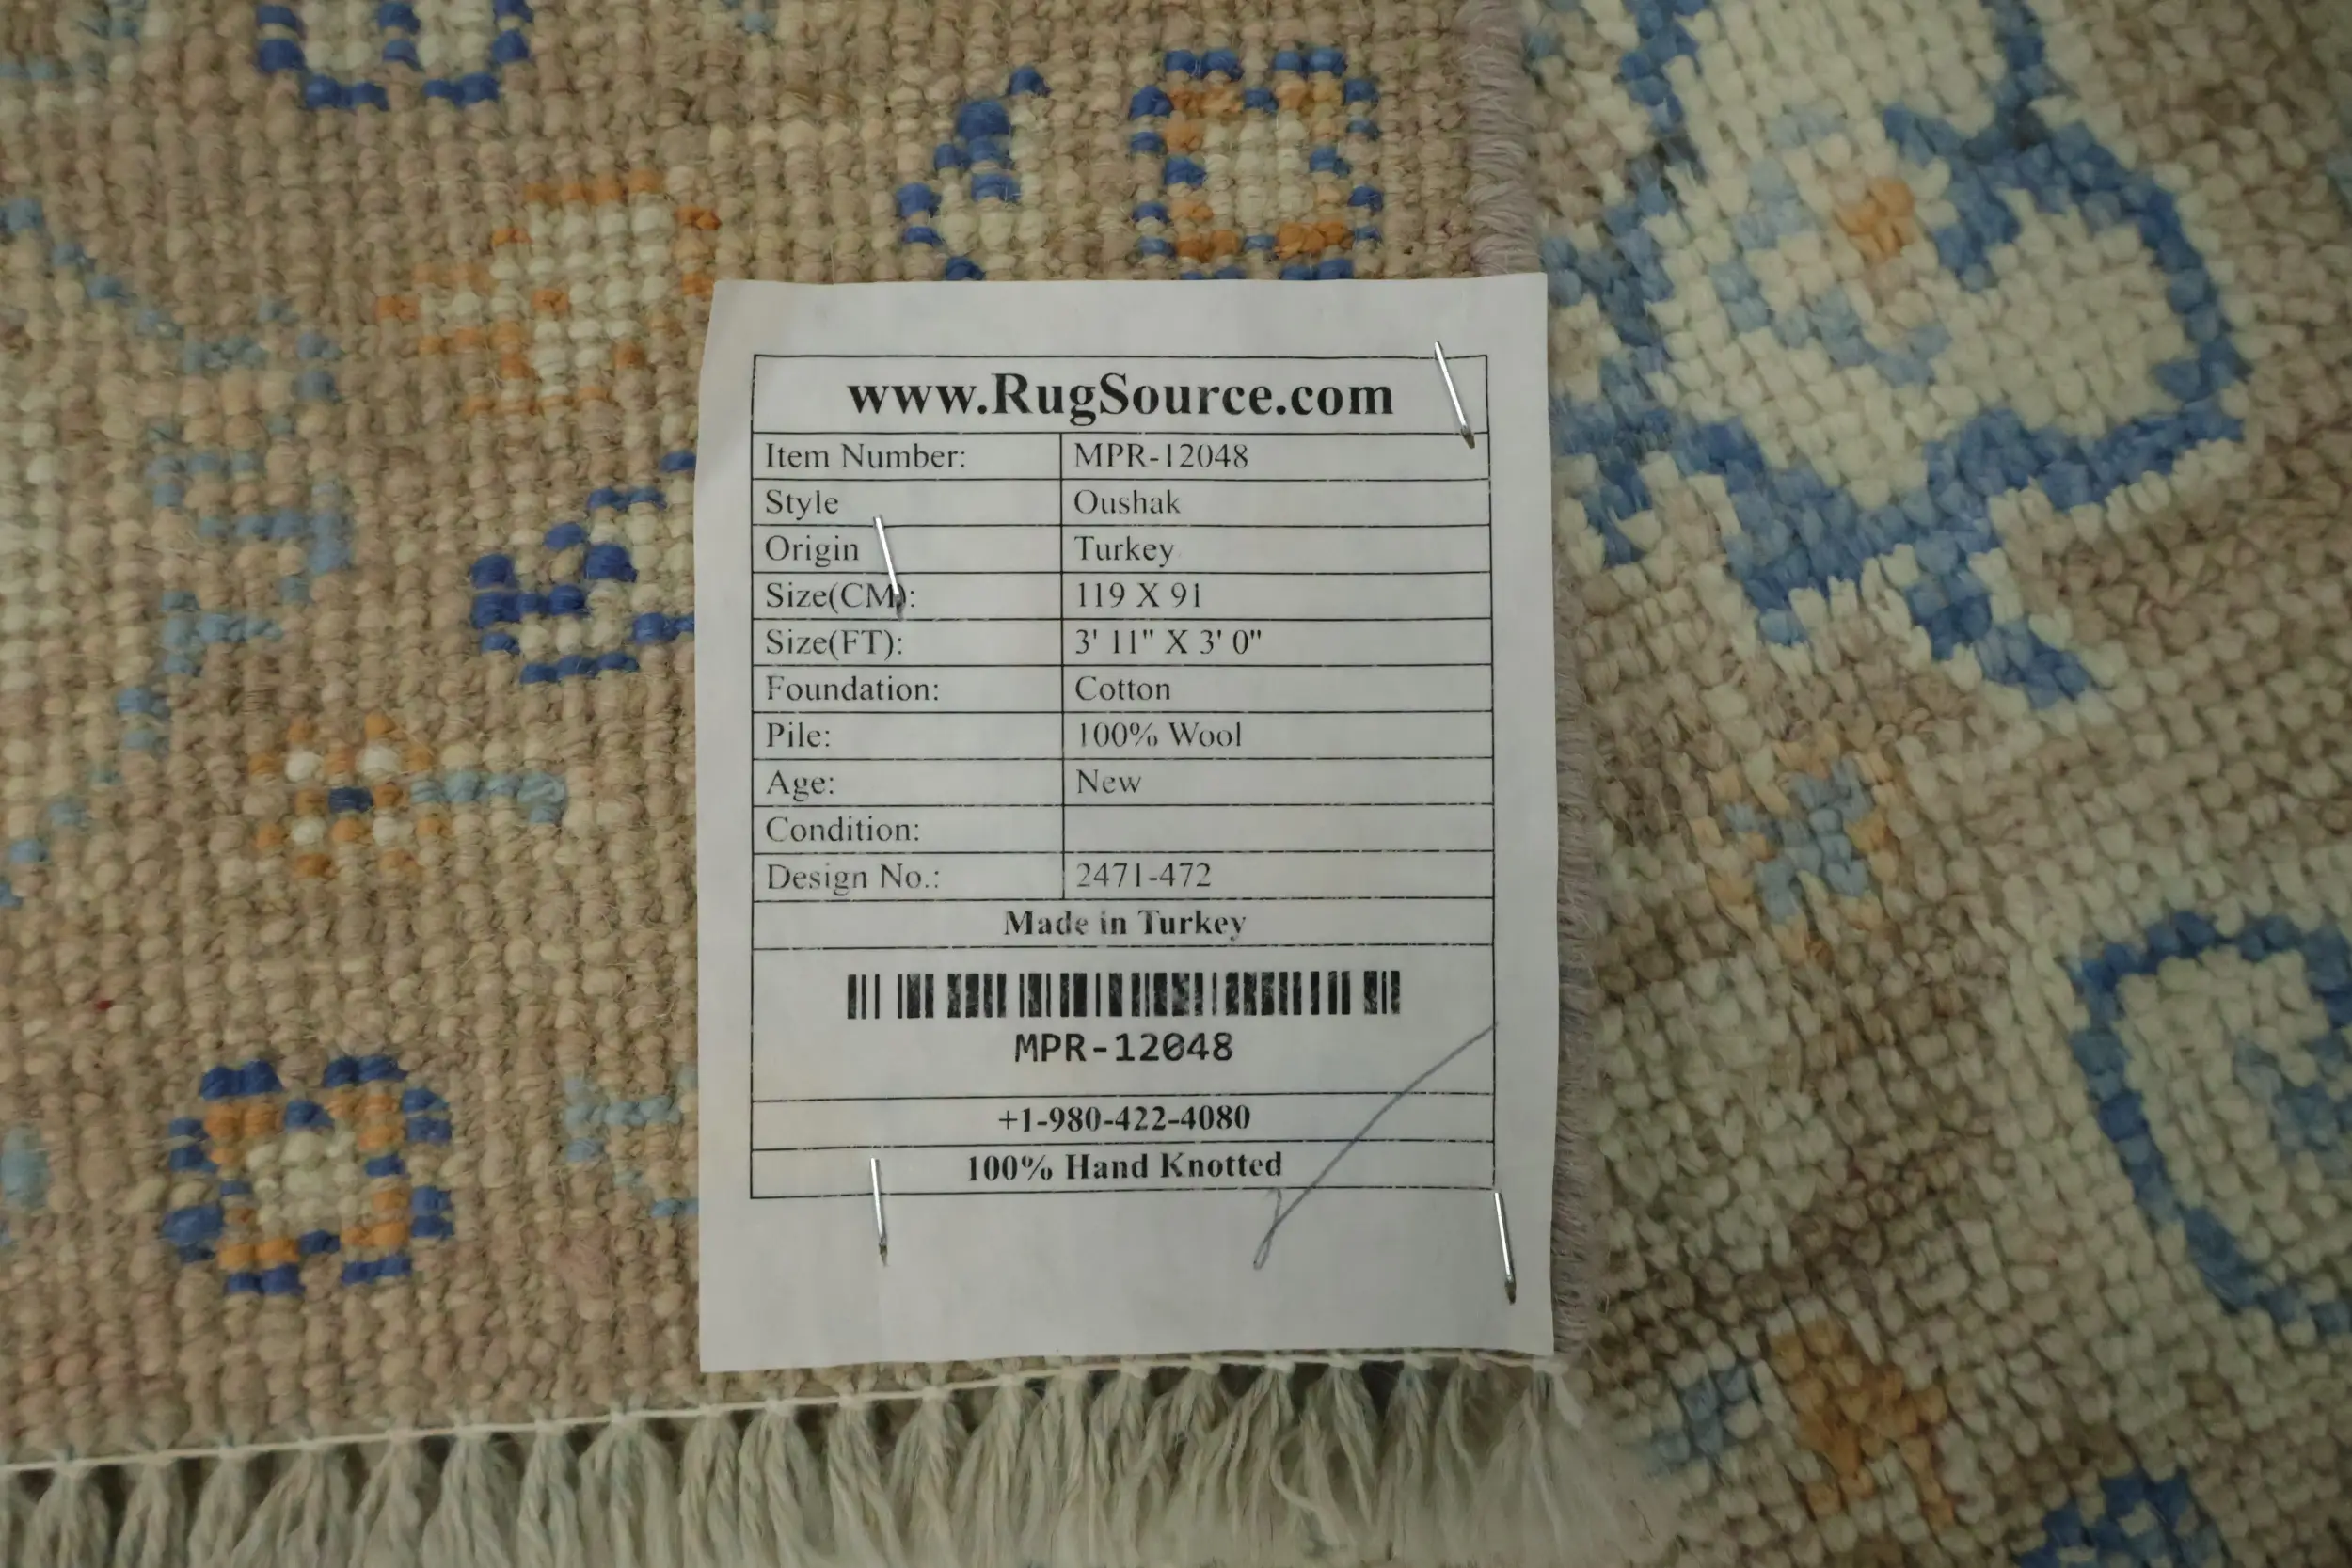 www.RugSource.com
Item Number: MPR-12048
Style Oushak
Origin Turkey
Size(CM): 119 X 91
Size(FT): 3' 11" X 3' 0"
Foundation: Cotton
Pile: 100% Wool
Age: New
Condition:
Design No.: 2471-472
Made in Turkey
MPR-12048
+1-980-422-4080
100% Hand Knotted